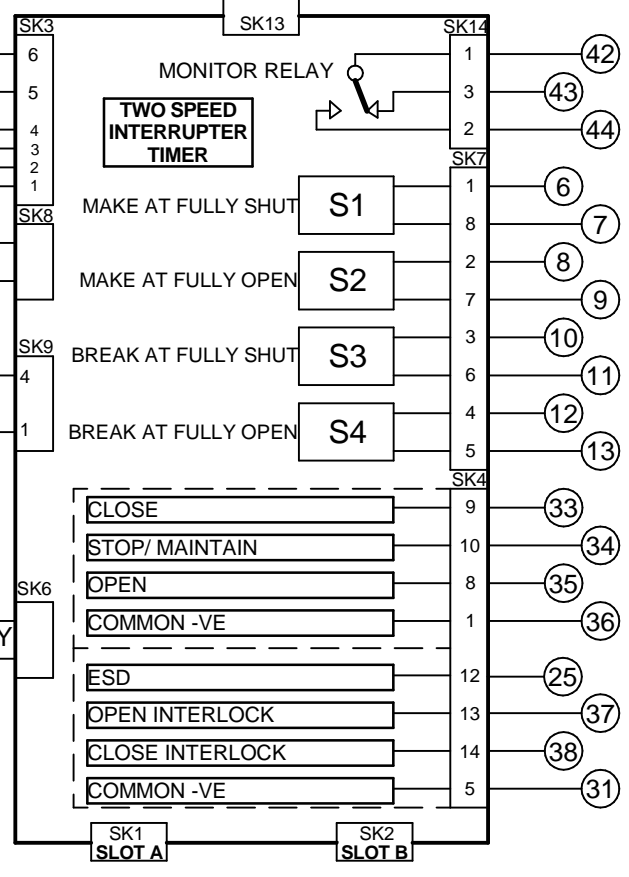 SK3
SK13
SK14
6
5
4
3
2
1
MONITOR RELAY
1
42
3
43
2
44
TWO SPEED
INTERRUPTER
TIMER
SK7
MAKE AT FULLY SHUT
S1
1
6
8
7
SK8
MAKE AT FULLY OPEN
S2
2
8
7
9
SK9
4
1
BREAK AT FULLY SHUT
S3
3
10
6
11
BREAK AT FULLY OPEN
S4
4
12
5
13
SK4
CLOSE
9
33
STOP/ MAINTAIN
10
34
SK6
OPEN
8
35
COMMON -VE
1
36
Y
ESD
12
25
OPEN INTERLOCK
13
37
CLOSE INTERLOCK
14
38
COMMON -VE
5
31
SK1
SLOT A
SK2
SLOT B